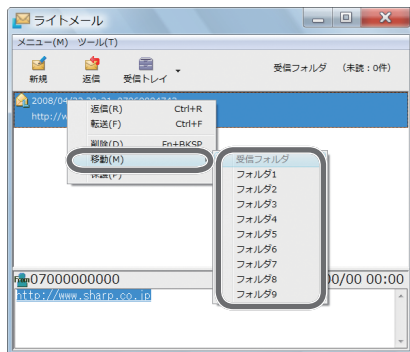 ライトメール
メニュー(M) ツール(T)
新規 返信 受信トレイ 受信フォルダ (未読:0件)
2008/04/
http://w
返信(R) Ctrl+R
転送(F) Ctrl+F
削除(D) Fn+BKSP
移動(M)
保護(P)
受信フォルダ
フォルダ1
フォルダ2
フォルダ3
フォルダ4
フォルダ5
フォルダ6
フォルダ7
フォルダ8
フォルダ9
From 07000000000 0/00 00:00
http://www.sharp.co.jp